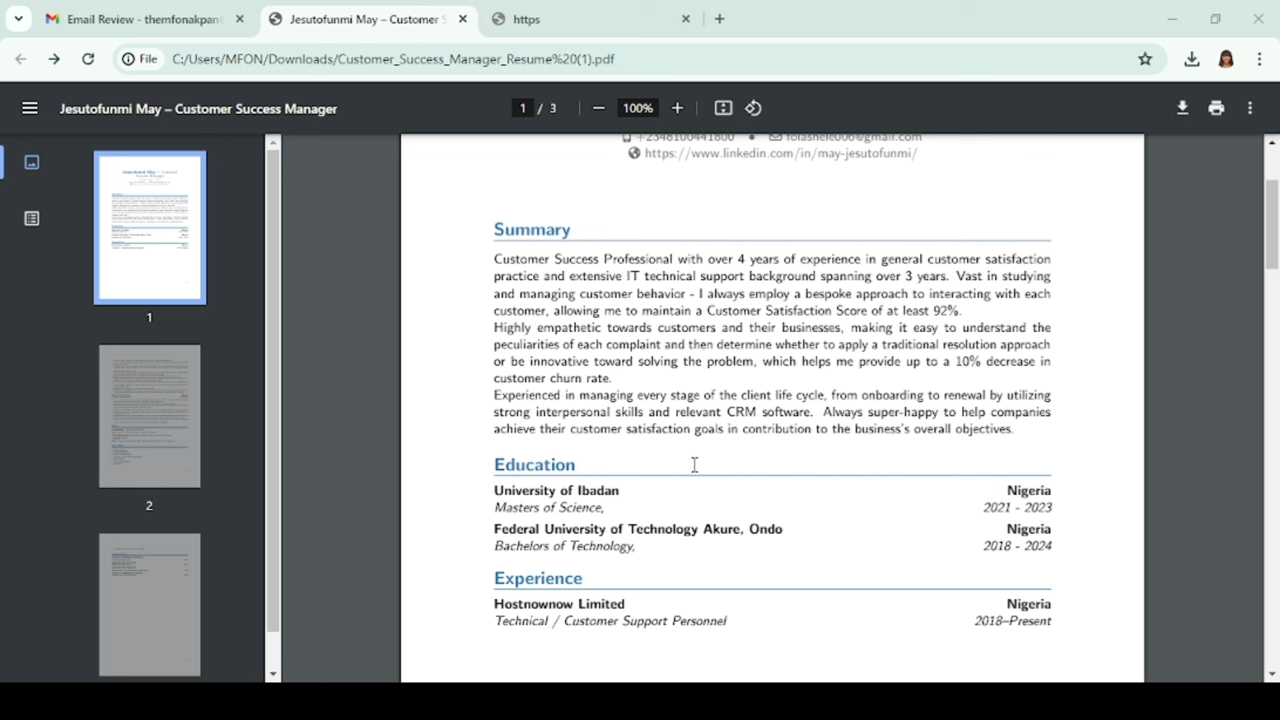 Email Review - themfonakpan
Jesutofunmi May – Customer S
https
File
C:/Users/MFON/Downloads/Customer_Success_Manager_Resume%20(1).pdf
Jesutofunmi May – Customer Success Manager
1 / 3
100%
1
2
https://www.linkedin.com/in/may-jesutofunmi/
Summary
Customer Success Professional with over 4 years of experience in general customer satisfaction
practice and extensive IT technical support background spanning over 3 years. Vast in studying
and managing customer behavior - I always employ a bespoke approach to interacting with each
customer, allowing me to maintain a Customer Satisfaction Score of at least 92%.
Highly empathetic towards customers and their businesses, making it easy to understand the
peculiarities of each complaint and then determine whether to apply a traditional resolution approach
or be innovative toward solving the problem, which helps me provide up to a 10% decrease in
customer churn rate.
Experienced in managing every stage of the client life cycle, from onboarding to renewal by utilizing
strong interpersonal skills and relevant CRM software. Always super-happy to help companies
achieve their customer satisfaction goals in contribution to the business's overall objectives.
Education
University of Ibadan Nigeria
Masters of Science, 2021 - 2023
Federal University of Technology Akure, Ondo Nigeria
Bachelors of Technology, 2018 - 2024
Experience
Hostnownow Limited Nigeria
Technical / Customer Support Personnel 2018–Present